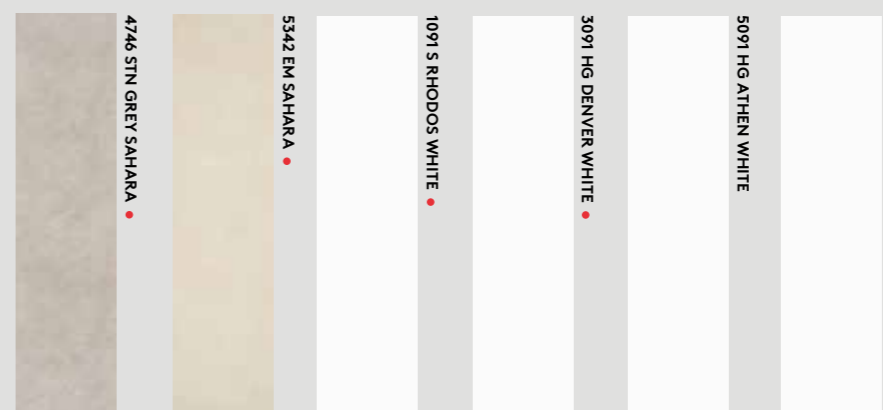 4746 STN GREY SAHARA
5342 EM SAHARA
1091 S RHODOS WHITE
3091 HG DENVER WHITE
5091 HG ATHEN WHITE